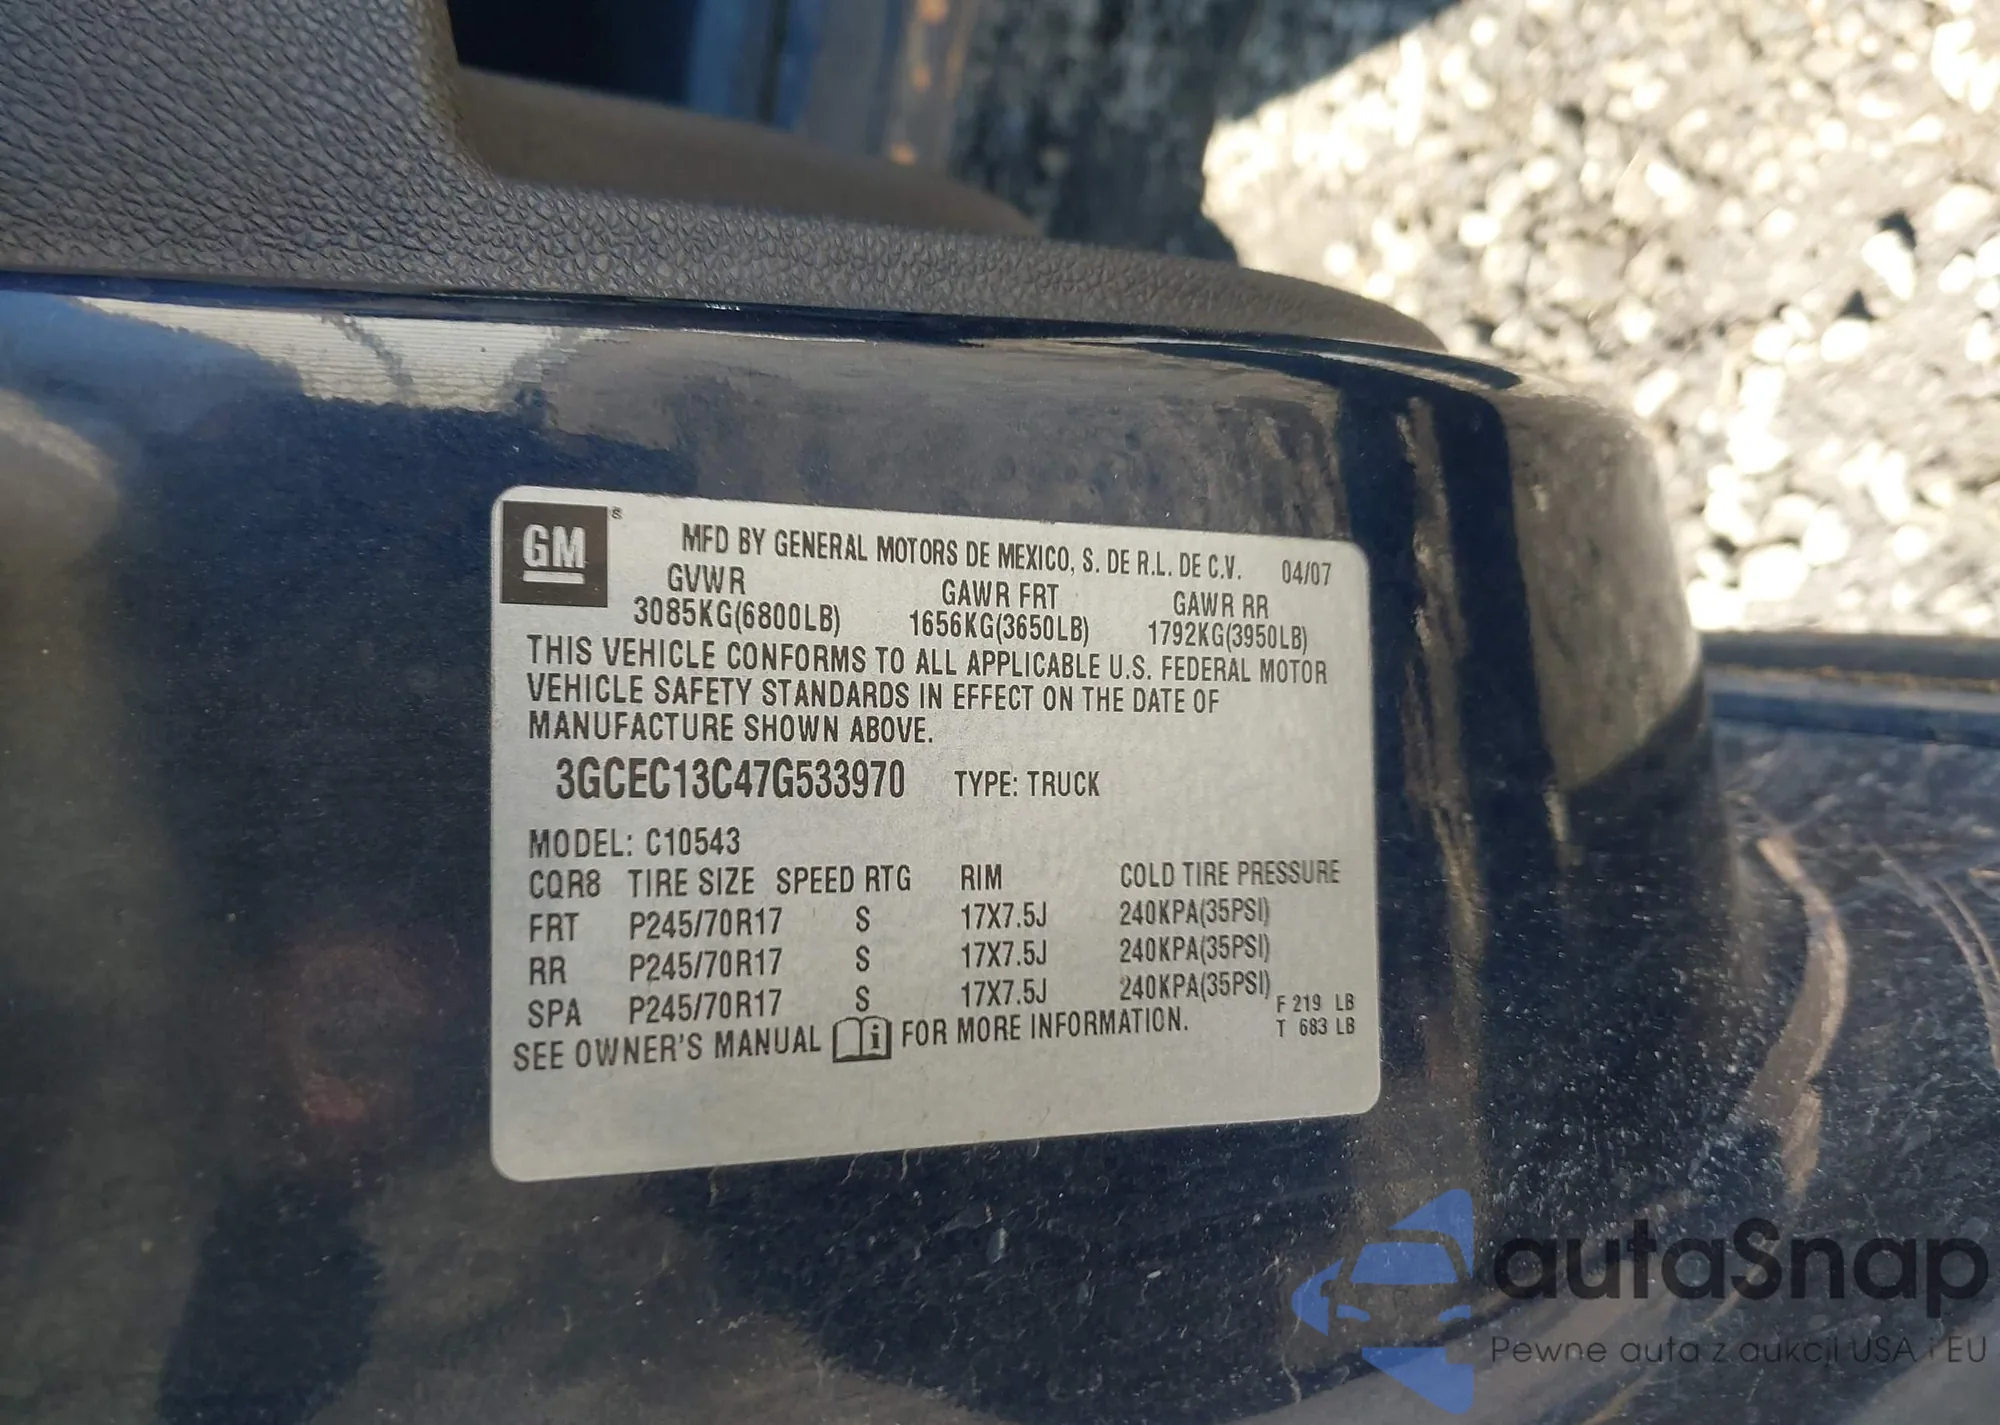 GM ®
MFD BY GENERAL MOTORS DE MEXICO, S. DE R.L. DE C.V. 04/07
GVWR GAWR FRT GAWR RR
3085KG(6800LB) 1656KG(3650LB) 1792KG(3950LB)
THIS VEHICLE CONFORMS TO ALL APPLICABLE U.S. FEDERAL MOTOR
VEHICLE SAFETY STANDARDS IN EFFECT ON THE DATE OF
MANUFACTURE SHOWN ABOVE.
3GCEC13C47G533970 TYPE: TRUCK
MODEL: C10543
CQR8 TIRE SIZE SPEED RTG RIM COLD TIRE PRESSURE
FRT P245/70R17 S 17X7.5J 240KPA(35PSI)
RR P245/70R17 S 17X7.5J 240KPA(35PSI)
SPA P245/70R17 S 17X7.5J 240KPA(35PSI)
SEE OWNER'S MANUAL i FOR MORE INFORMATION.
F 219 LB
T 683 LB
autaSnap
Pewne auta z aukcji USA i EU